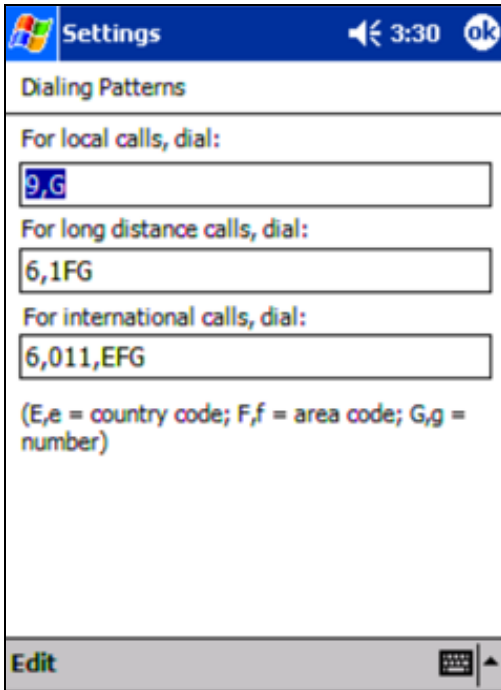 Settings 3:30 ok
Dialing Patterns
For local calls, dial:
9,G
For long distance calls, dial:
6,1FG
For international calls, dial:
6,011,EFG
(E,e = country code; F,f = area code; G,g =
number)
Edit